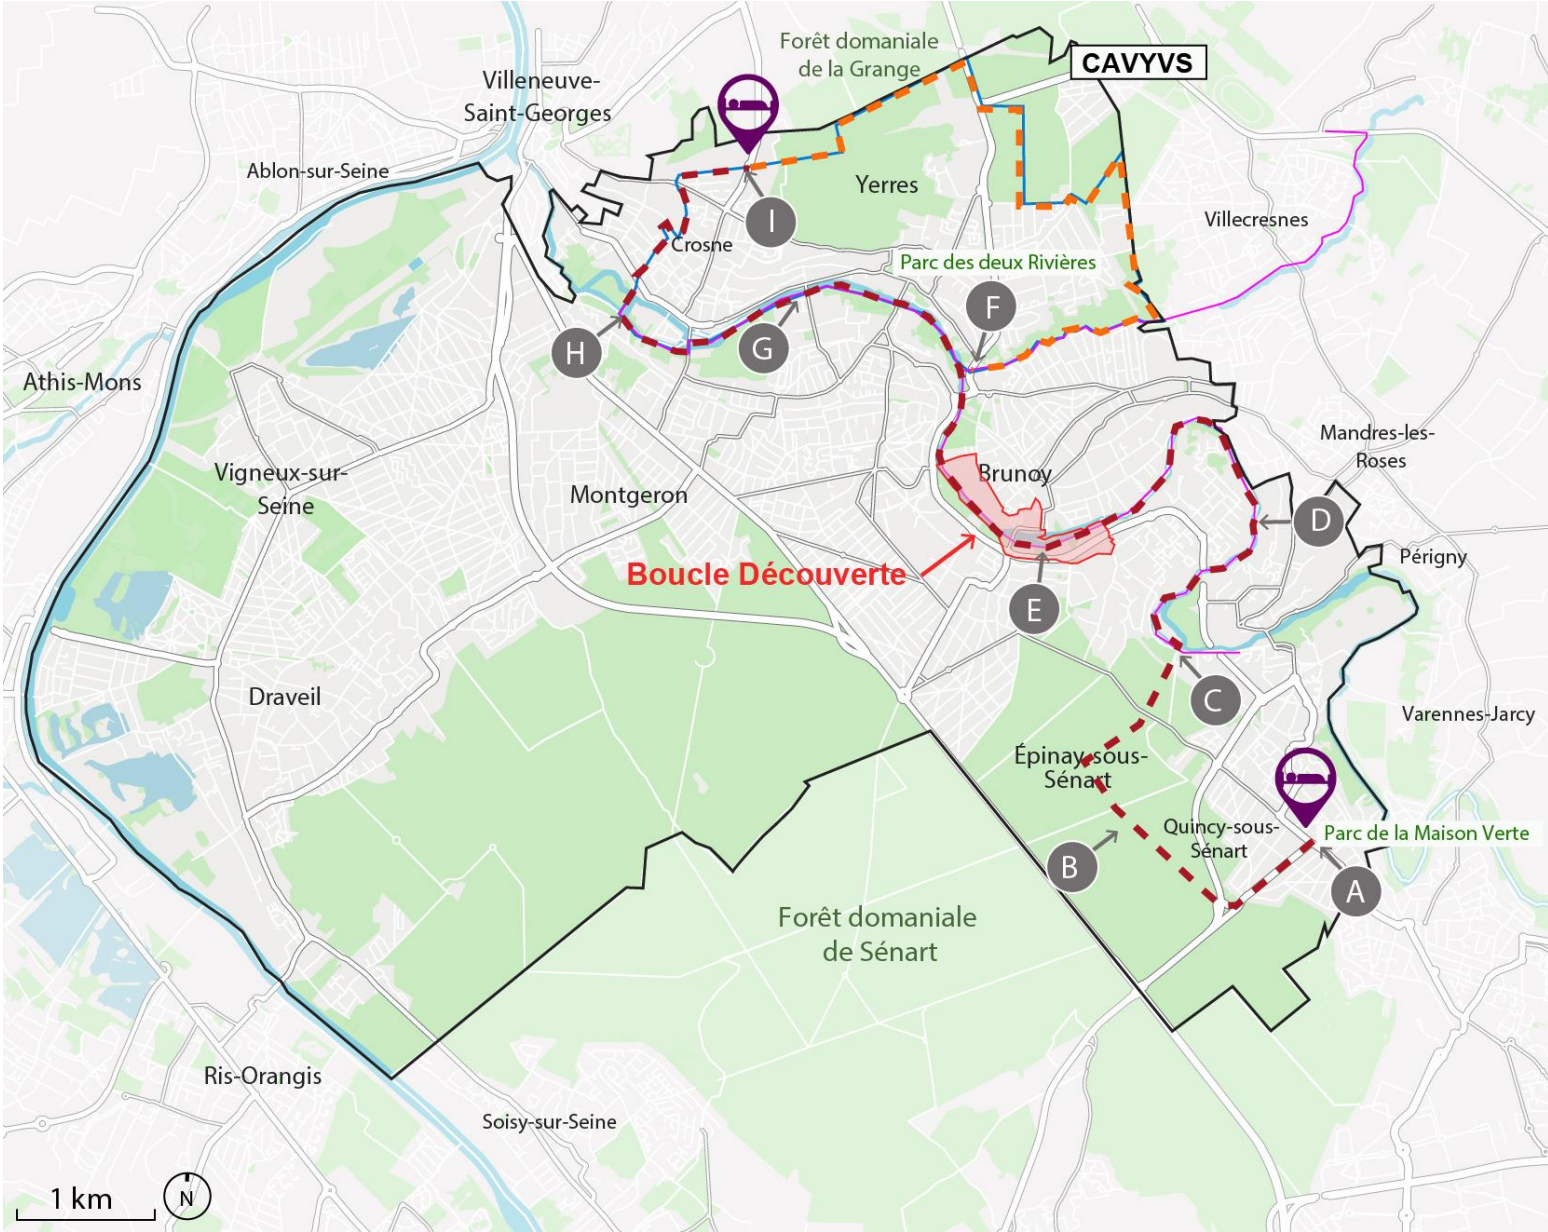 Forêt domaniale
de la Grange
CAVYVS
Villeneuve-
Saint-Georges
Ablon-sur-Seine
Yerres
Villecresnes
I
Crosne
Parc des deux Rivières
F
H
G
Athis-Mons
Mandres-les-
Roses
Vigneux-sur-
Seine
Montgeron
Brunoy
D
Périgny
Boucle Découverte
E
Draveil
C
Varennes-Jarcy
Épinay-sous-
Sénart
Quincy-sous-
Sénart
Parc de la Maison Verte
B
A
Forêt domaniale
de Sénart
Ris-Orangis
Soisy-sur-Seine
1 km
N